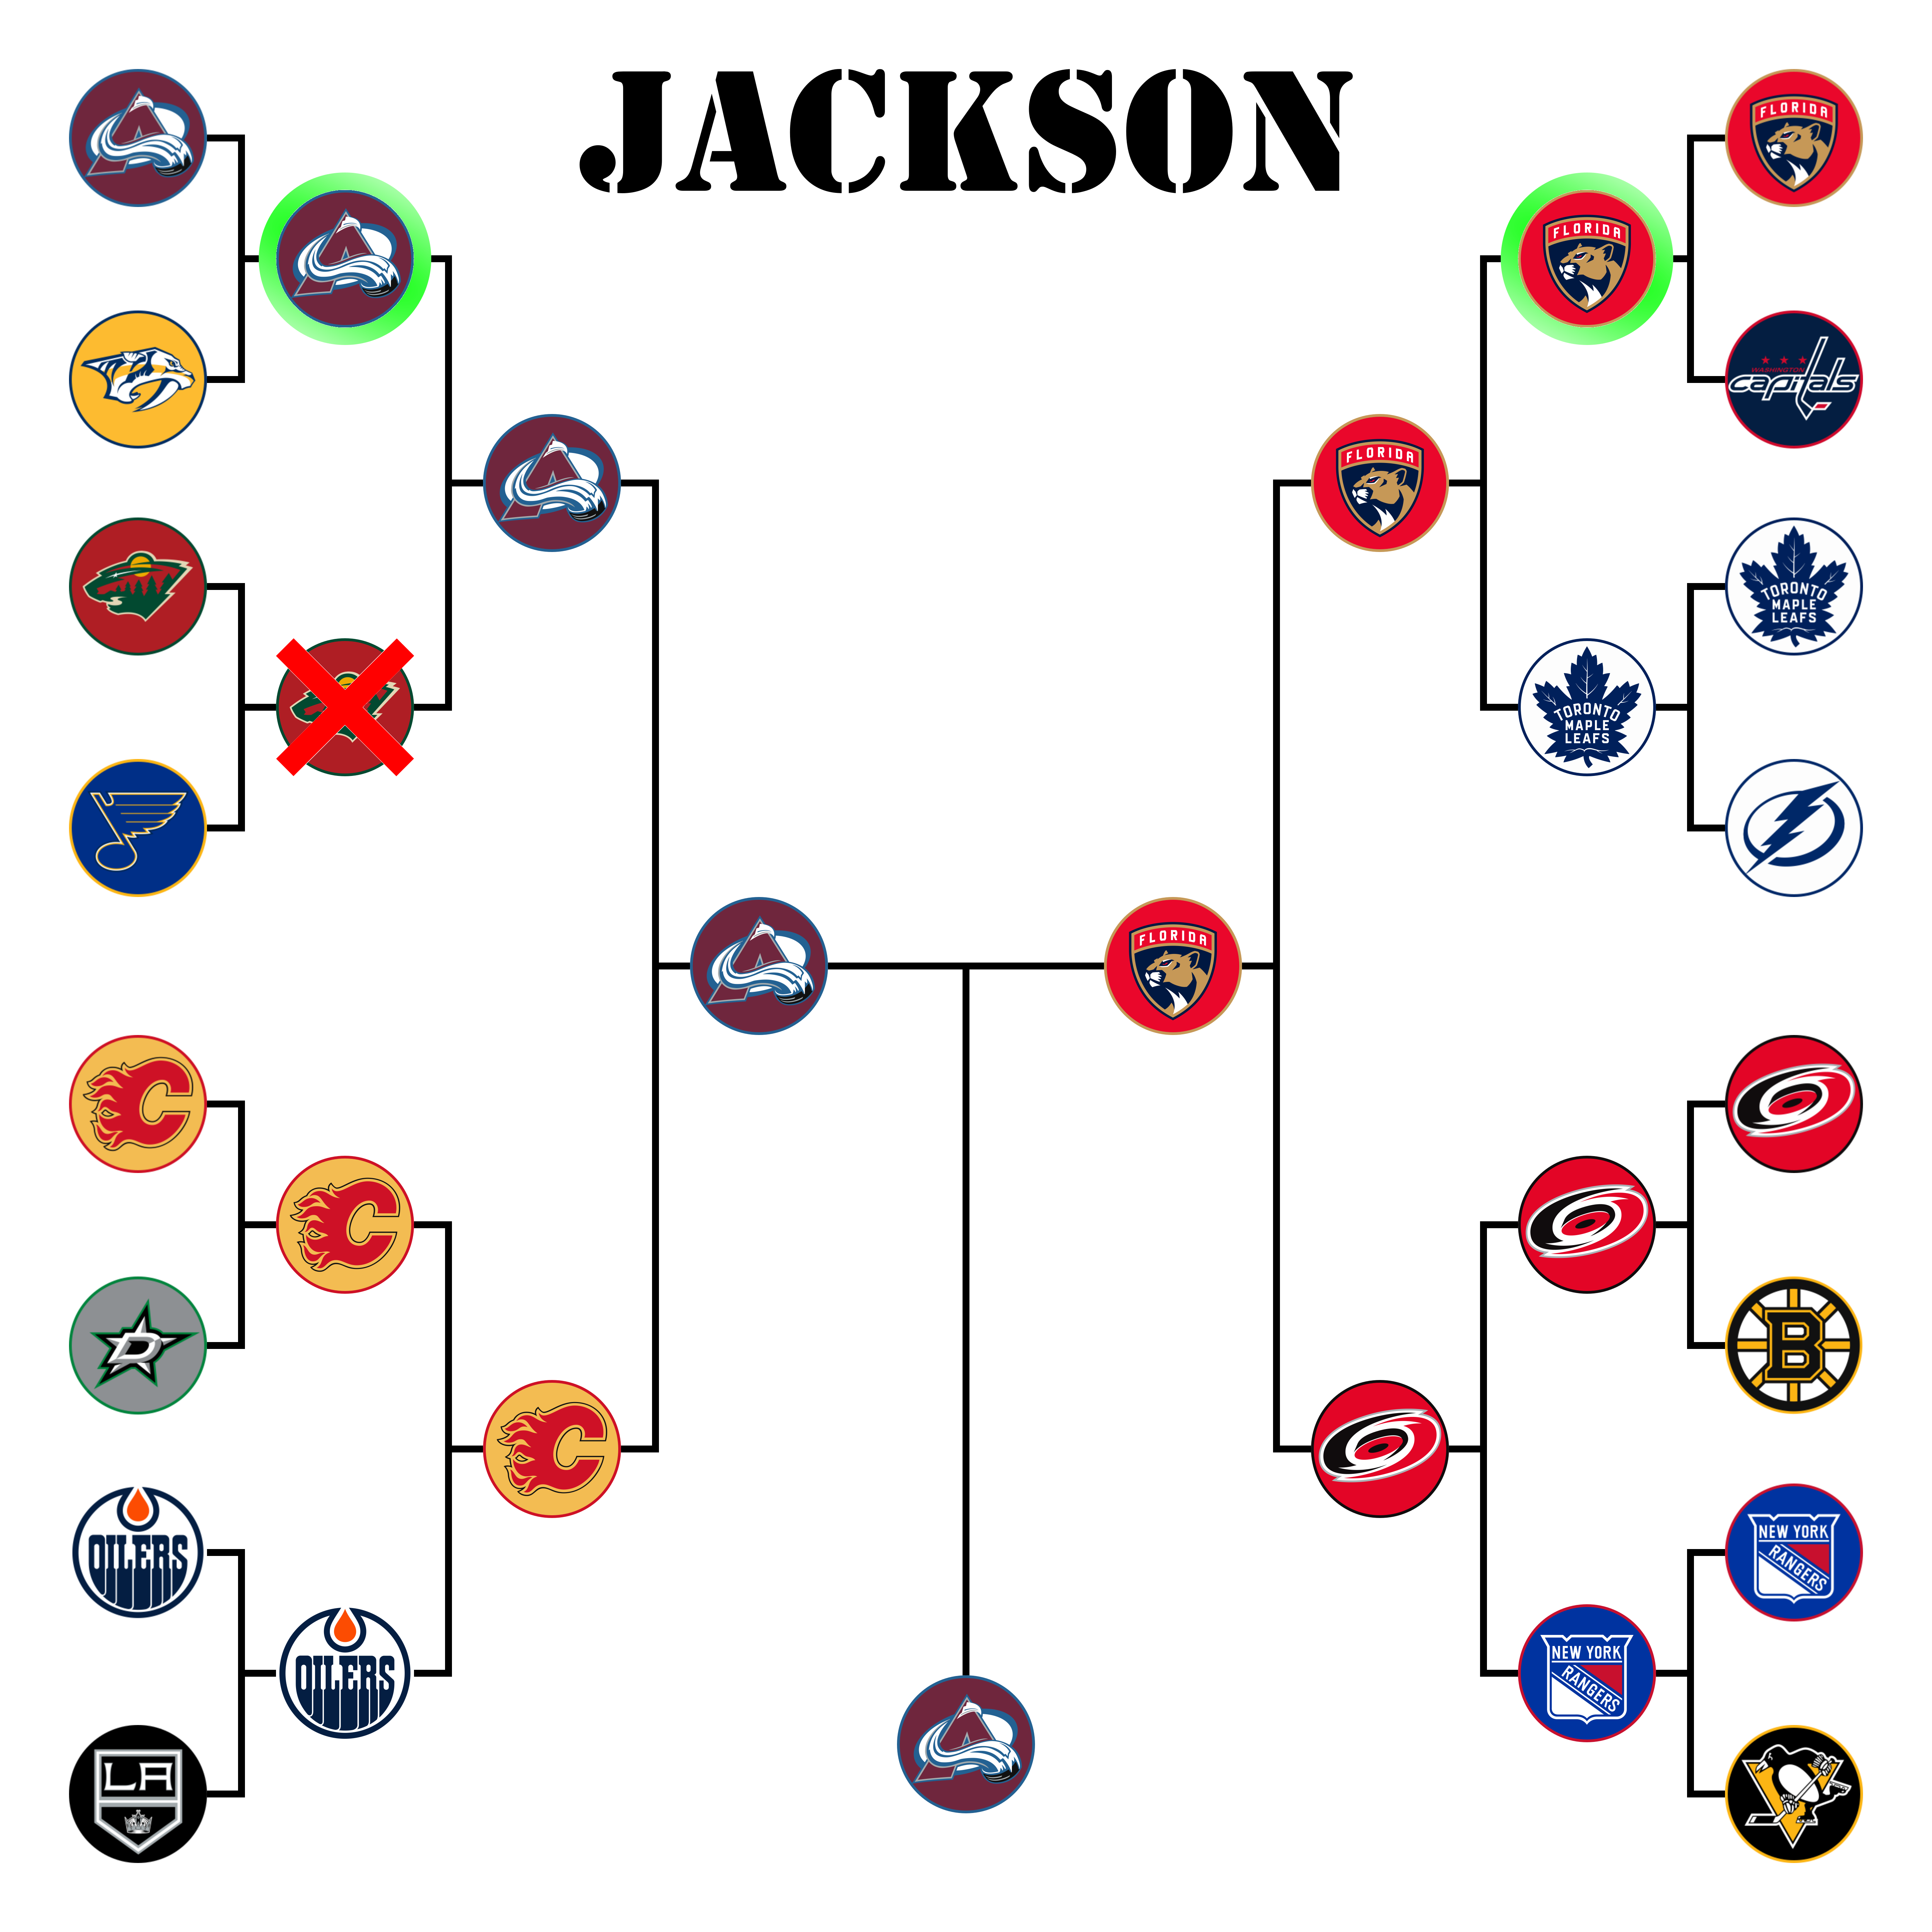 JACKSON
FLORIDA
FLORIDA
WASHINGTON
capitals
FLORIDA
TORONTO
MAPLE
LEAFS
TORONTO
MAPLE
LEAFS
FLORIDA
C
C
D
B
C
OILERS
NEW YORK
RANGERS
OILERS
NEW YORK
RANGERS
LA